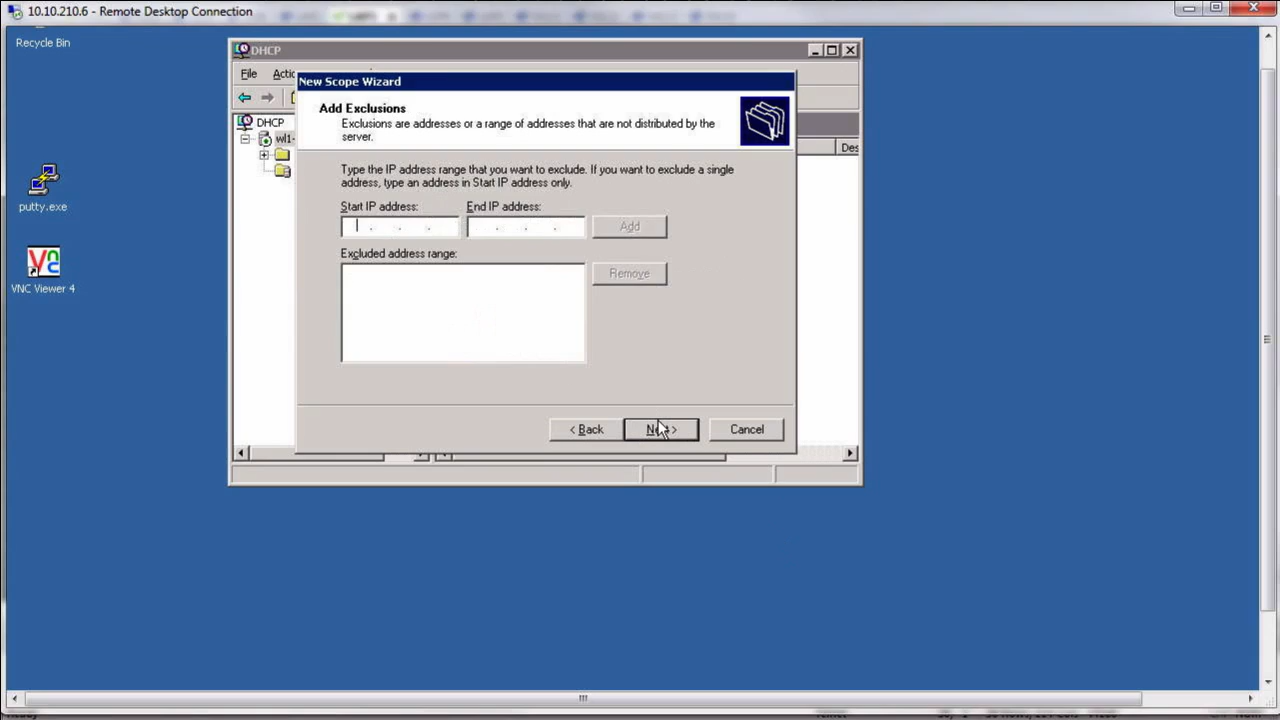 10.10.210.6 - Remote Desktop Connection
Recycle Bin
DHCP
File
New Scope Wizard
Add Exclusions
Exclusions are addresses or a range of addresses that are not distributed by the
server.
DHCP
wl1-
Des
Type the IP address range that you want to exclude. If you want to exclude a single
address, type an address in Start IP address only.
putty.exe
Start IP address:
End IP address:
Add
Excluded address range:
Remove
VNC Viewer 4
< Back
Cancel